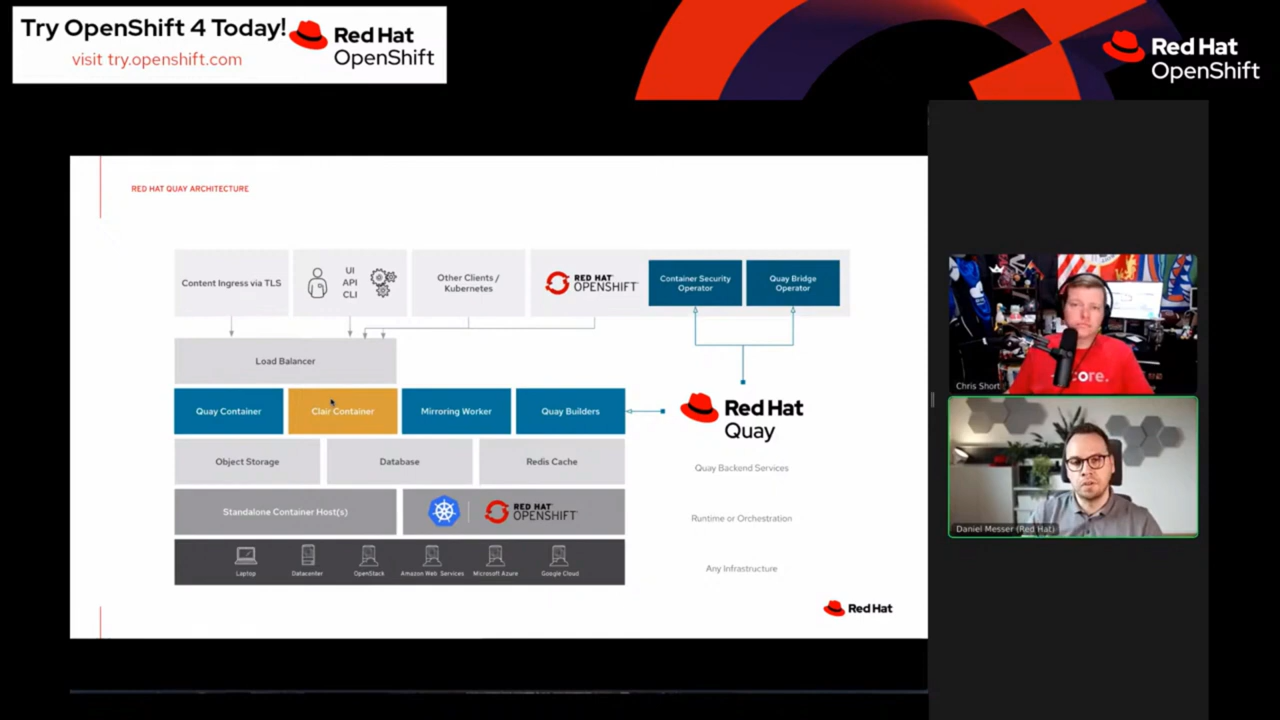 Try OpenShift 4 Today!
visit try.openshift.com
Red Hat
OpenShift
Red Hat
OpenShift
RED HAT QUAY ARCHITECTURE
Content Ingress via TLS
UI
API
CLI
Other Clients /
Kubernetes
RED HAT
OPENSHIFT
Container Security
Operator
Quay Bridge
Operator
Load Balancer
Quay Container
Clair Container
Mirroring Worker
Quay Builders
Red Hat
Quay
Object Storage
Database
Redis Cache
Quay Backend Services
Standalone Container Host(s)
RED HAT
OPENSHIFT
Runtime or Orchestration
Laptop
Datacenter
OpenStack
Amazon Web Services
Microsoft Azure
Google Cloud
Any Infrastructure
Red Hat
core.
Chris Short
Daniel Messer (Red Hat)